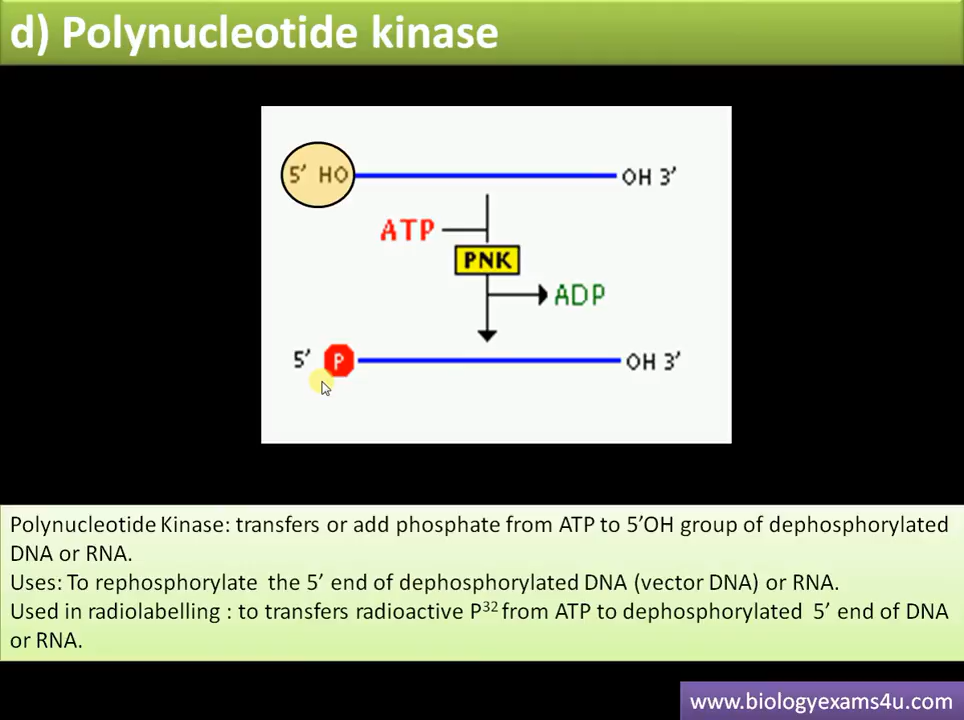 d) Polynucleotide kinase
5' HO
OH 3'
ATP
PNK
ADP
5' P
OH 3'
Polynucleotide Kinase: transfers or add phosphate from ATP to 5'OH group of dephosphorylated
DNA or RNA.
Uses: To rephosphorylate the 5' end of dephosphorylated DNA (vector DNA) or RNA.
Used in radiolabelling : to transfers radioactive P³² from ATP to dephosphorylated 5' end of DNA
or RNA.
www.biologyexams4u.com